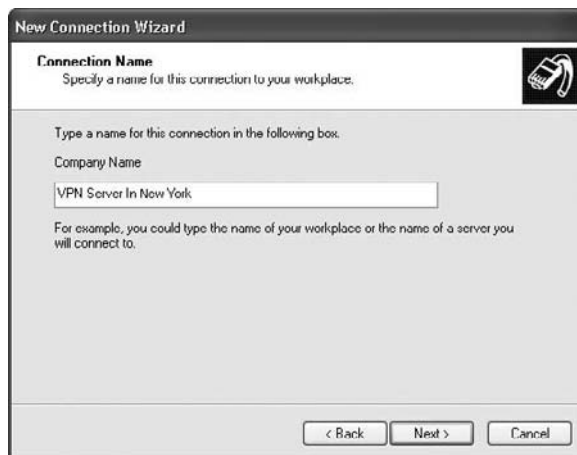 New Connection Wizard
Connection Name
Specify a name for this connection to your workplace.
Type a name for this connection in the following box.
Company Name
VPN Server In New York
For example, you could type the name of your workplace or the name of a server you
will connect to.
< Back
Next >
Cancel